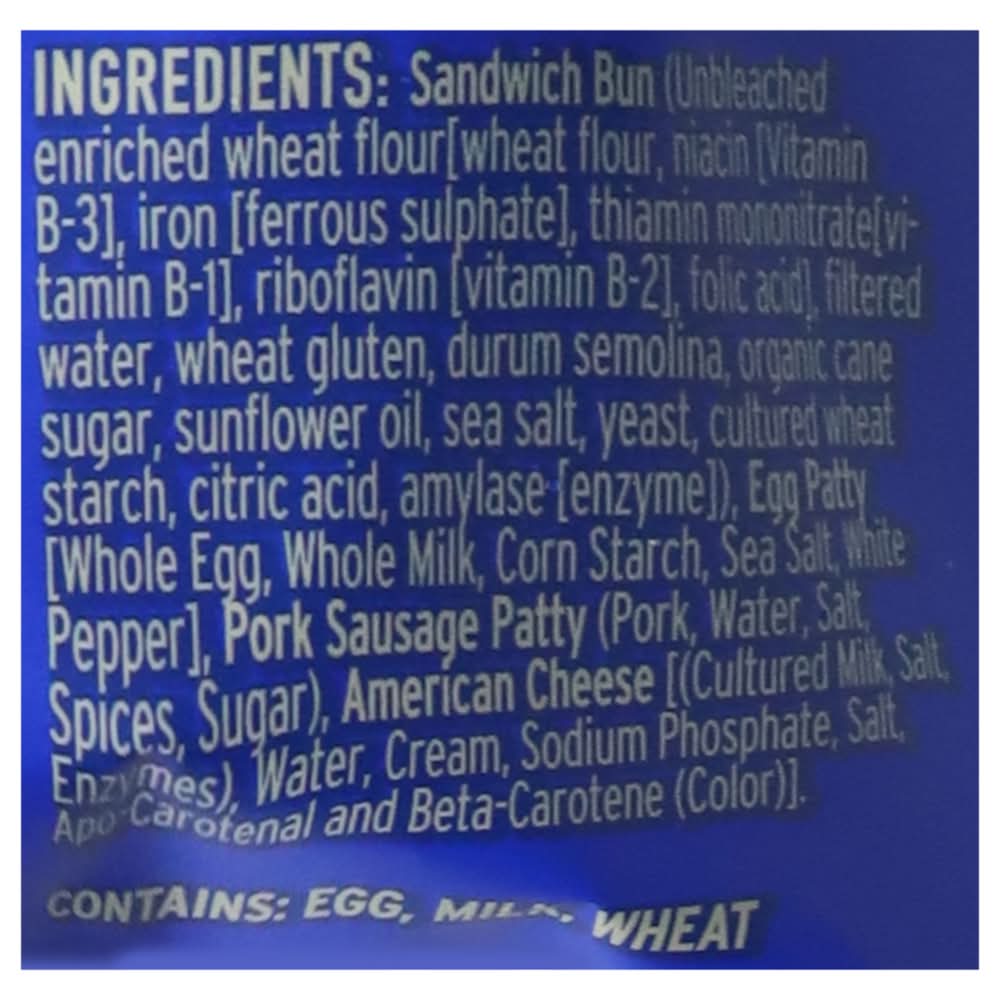 INGREDIENTS: Sandwich Bun (Unbleached
enriched wheat flour[wheat flour, niacin [Vitamin
B-3], iron [ferrous sulphate], thiamin mononitrate[vi-
tamin B-1], riboflavin [vitamin B-2], folic acid], filtered
water, wheat gluten, durum semolina, organic cane
sugar, sunflower oil, sea salt, yeast, cultured wheat
starch, citric acid, amylase [enzyme]), Egg Patty
[Whole Egg, Whole Milk, Corn Starch, Sea Salt, White
Pepper], Pork Sausage Patty (Pork, Water, Salt,
Spices, Sugar), American Cheese [(Cultured Milk, Salt,
Enzymes), Water, Cream, Sodium Phosphate, Salt,
Apo-Carotenal and Beta-Carotene (Color)].
CONTAINS: EGG, MILK, WHEAT